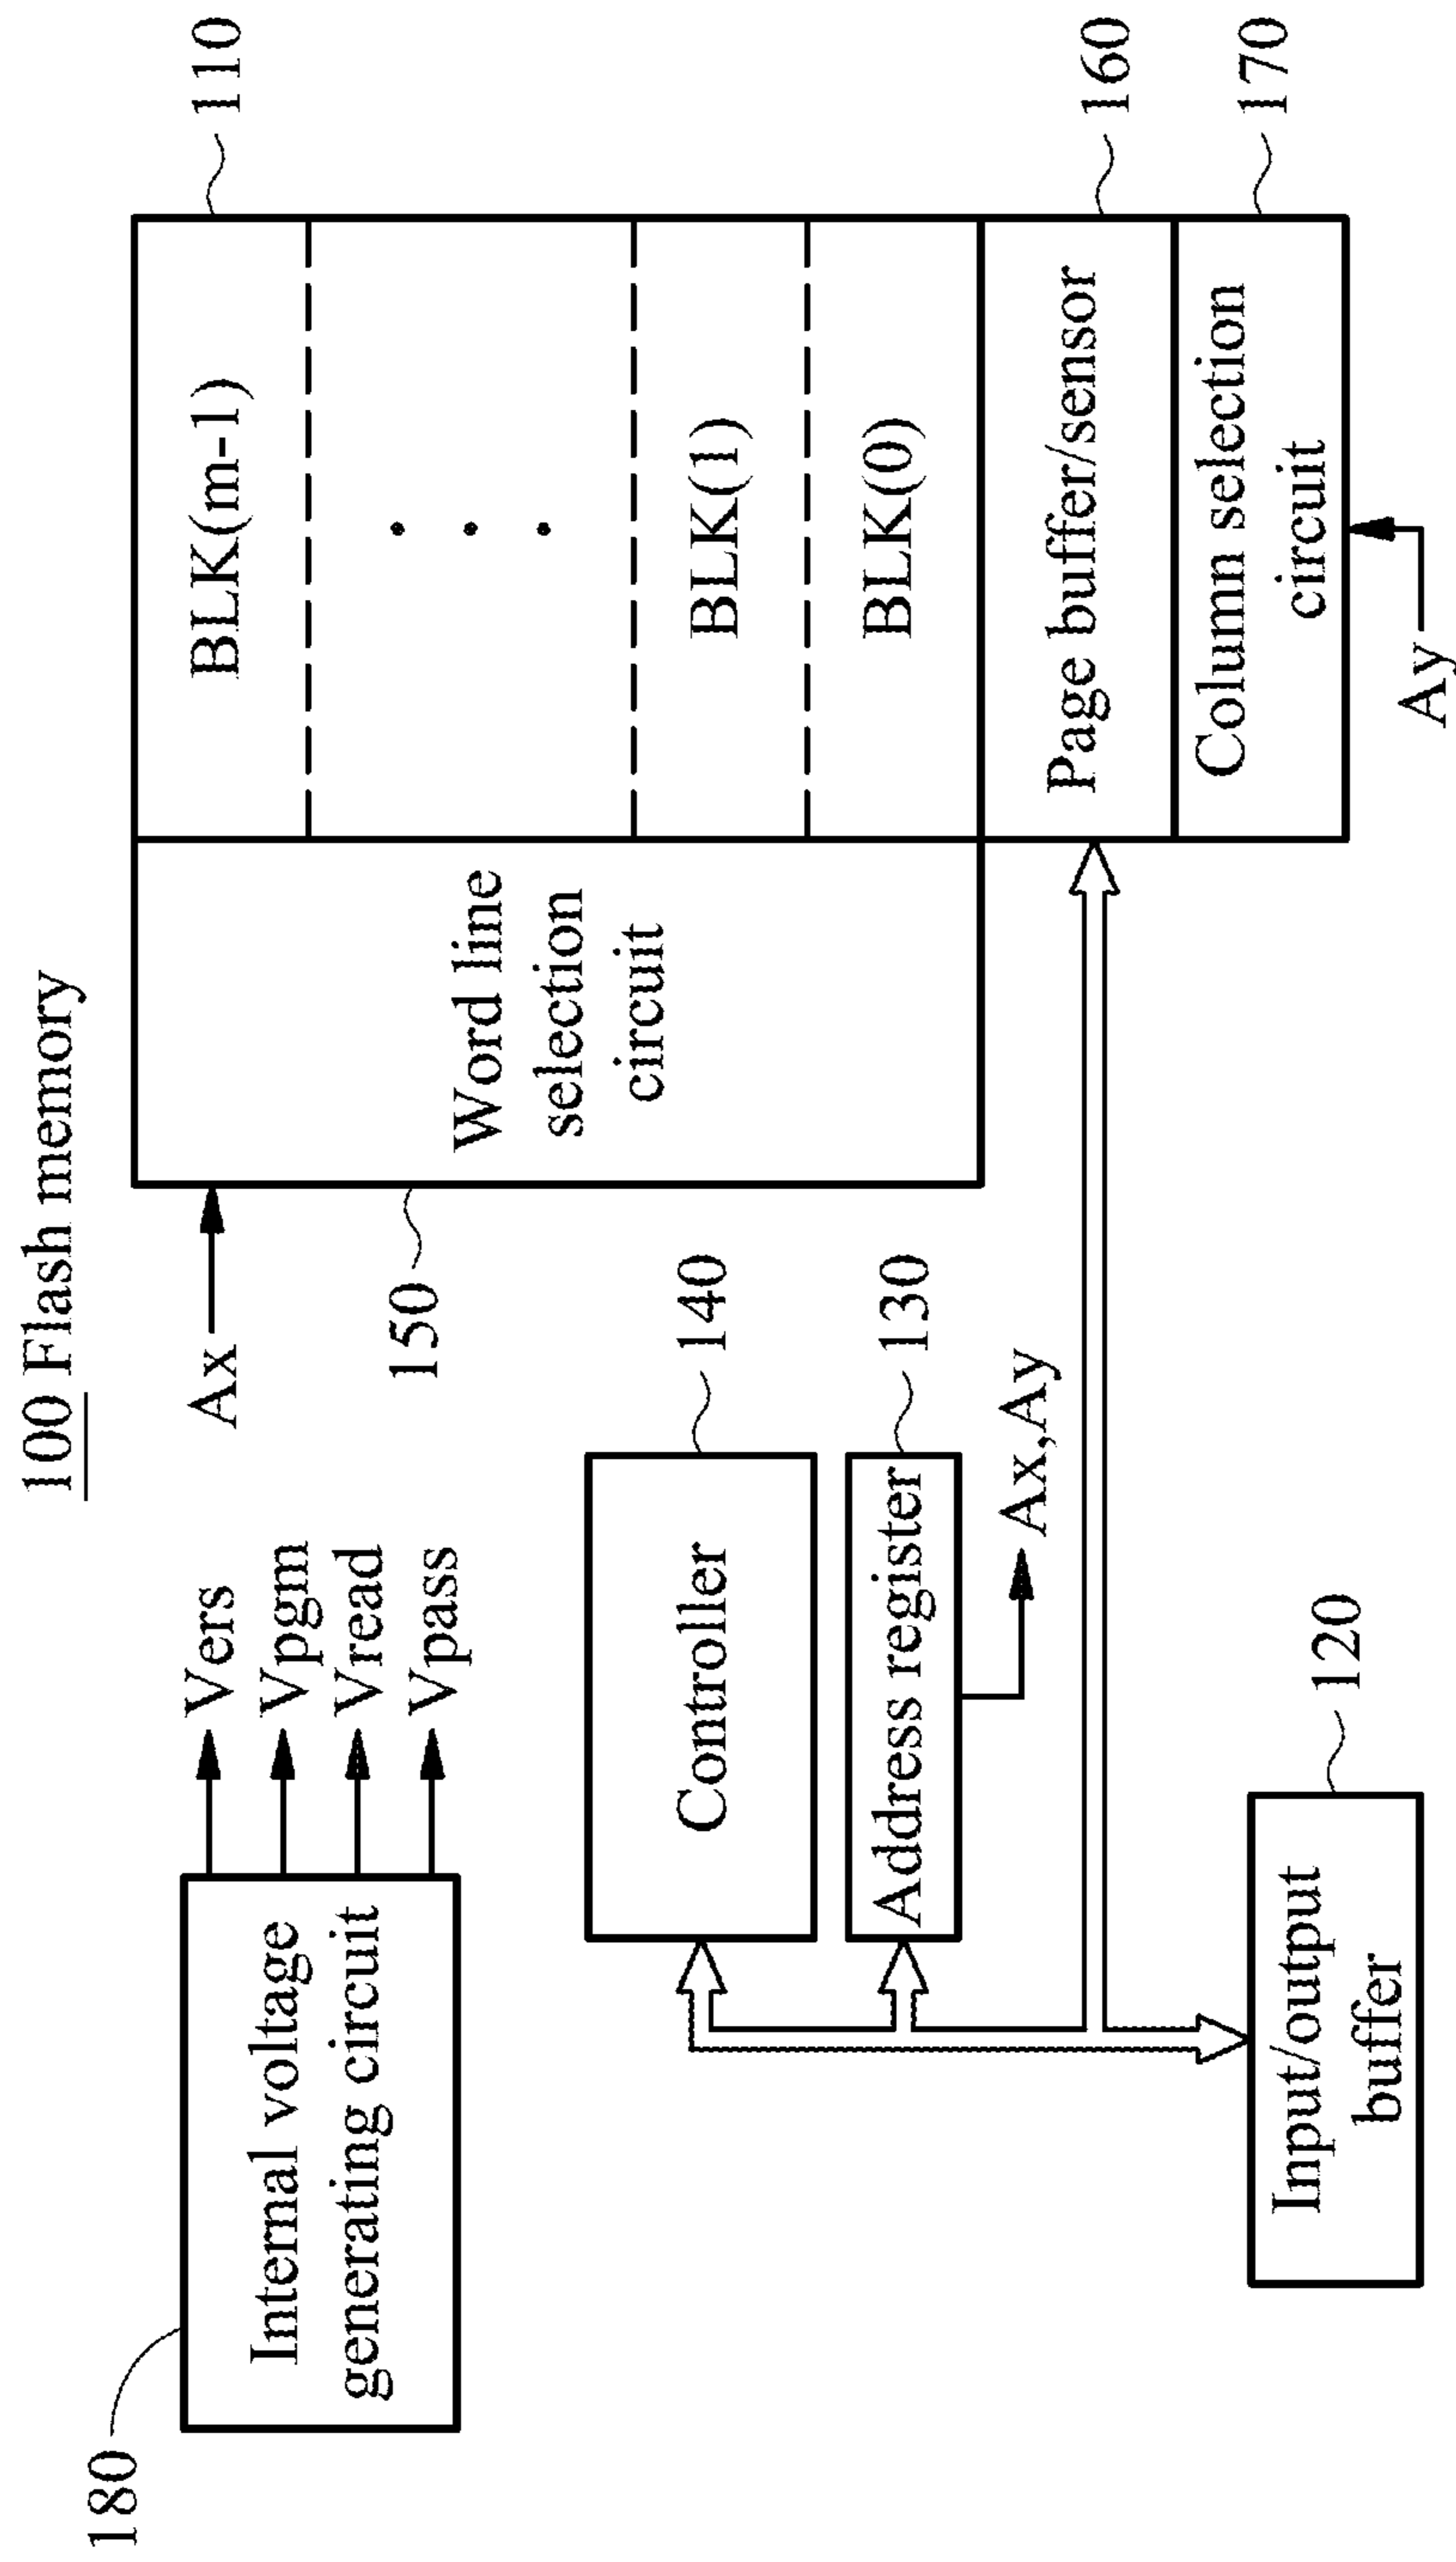 100 Flash memory
180
Internal voltage
generating circuit
Vers
Vpgm
Vread
Vpass
Ax
150
Word line
selection
circuit
BLK(m-1)
BLK(1)
BLK(0)
110
Controller
140
Address register
130
Ax,Ay
Page buffer/sensor
160
Column selection
circuit
170
Ay
Input/output
buffer
120